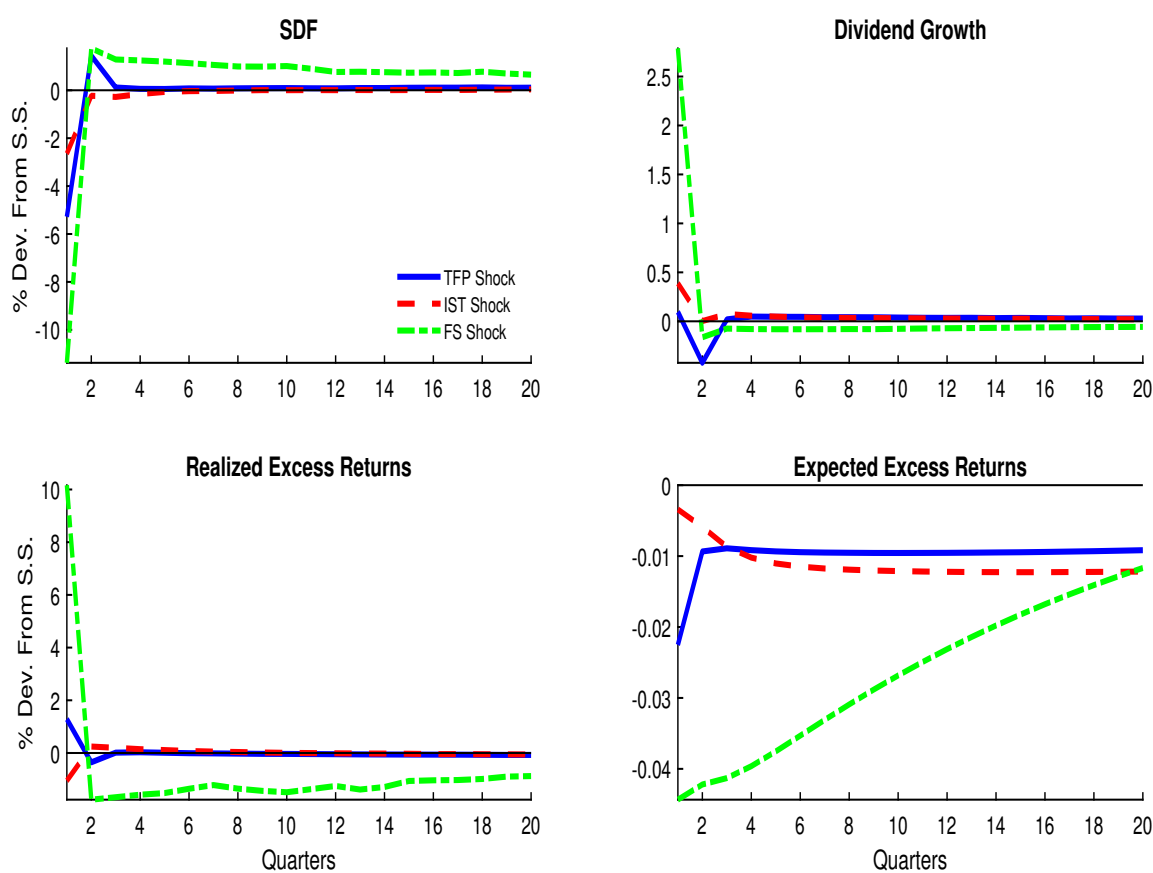 SDF
% Dev. From S.S.
0
-2
-4
-6
-8
-10
TFP Shock
IST Shock
FS Shock
2 4 6 8 10 12 14 16 18 20
Dividend Growth
2.5
2
1.5
1
0.5
0
2 4 6 8 10 12 14 16 18 20
Realized Excess Returns
% Dev. From S.S.
10
8
6
4
2
0
2 4 6 8 10 12 14 16 18 20
Quarters
Expected Excess Returns
0
-0.01
-0.02
-0.03
-0.04
2 4 6 8 10 12 14 16 18 20
Quarters